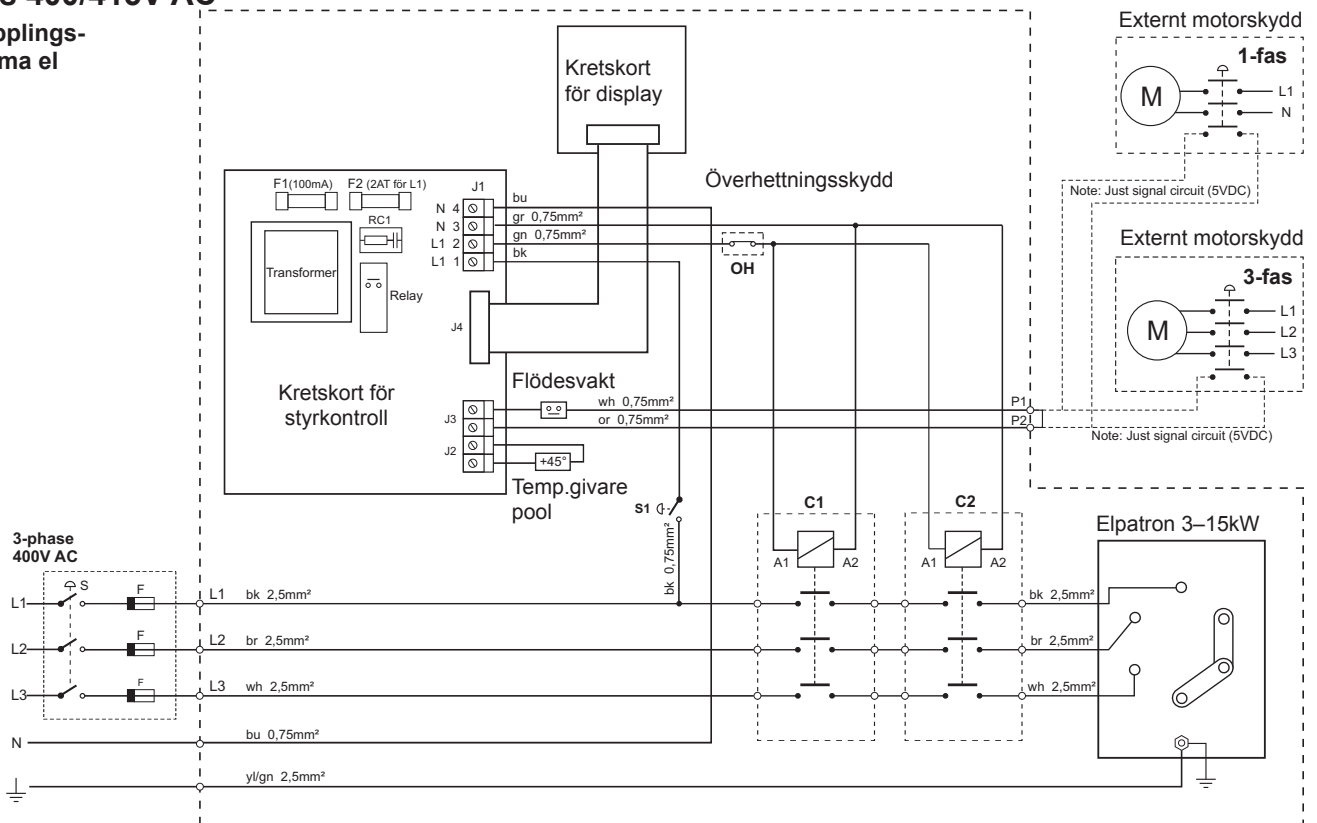 400/415V AC
Externt motorskydd
1-fas
M
L1
N
Note: Just signal circuit (5VDC)
Externt motorskydd
3-fas
M
L1
L2
L3
Note: Just signal circuit (5VDC)
Kretskort
för display
Överhettningsskydd
F1(100mA)
F2 (2AT för L1)
J1
RC1
N 4
N 3
L1 2
L1 1
bu
gr 0,75mm²
gn 0,75mm²
bk
OH
Transformer
Relay
J4
Kretskort för
styrkontroll
Flödesvakt
J3
wh 0,75mm²
P1
or 0,75mm²
P2
J2
+45°
Temp.givare
pool
S1
bk 0,75mm²
C1
C2
A1
A2
A1
A2
Elpatron 3–15kW
3-phase
400V AC
S
F
L1
L1
bk 2,5mm²
bk 2,5mm²
F
L2
L2
br 2,5mm²
br 2,5mm²
F
L3
L3
wh 2,5mm²
wh 2,5mm²
N
bu 0,75mm²
yl/gn 2,5mm²